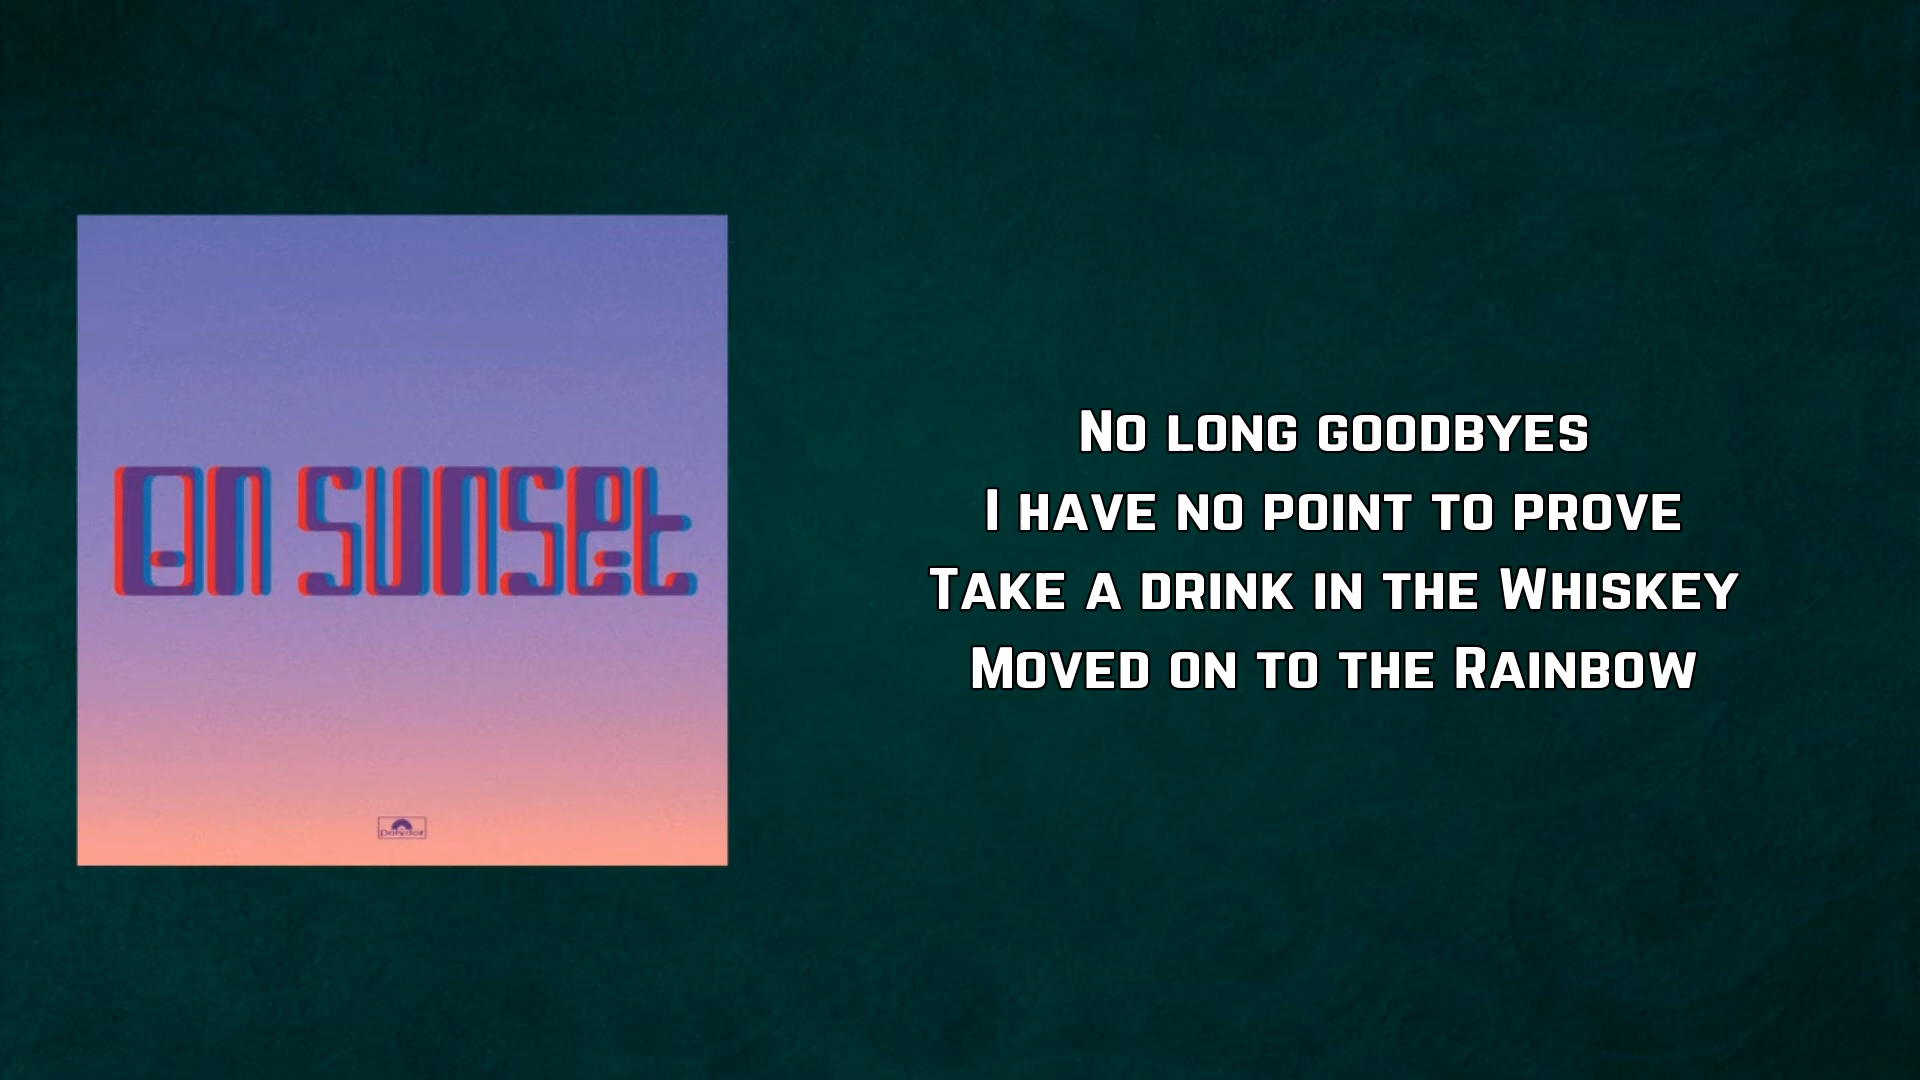 On sunset
polydor
No long goodbyes
I have no point to prove
Take a drink in the Whiskey
Moved on to the Rainbow